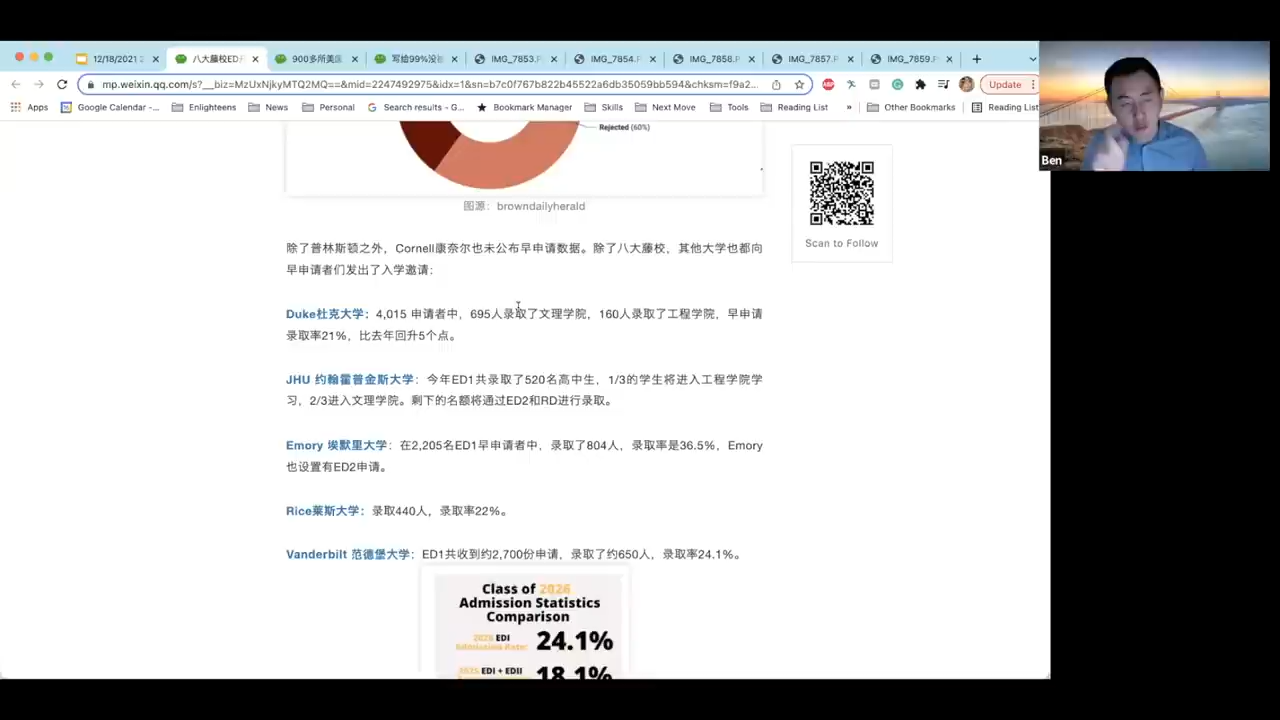 12/18/2021 2
八大藤校ED
900多所美国
写给99%没
IMG_7853.
IMG_7854.
IMG_7856.
IMG_7857.
IMG_7859.
mp.weixin.qq.com/s?__biz=MzUxNjkyMTQ2MQ==&mid=2247492975&idx=1&sn=b7c0f767b822b45522a6db35059bb594&chksm=f9a2...
Update
Apps
Google Calendar -...
Enlighteens
News
Personal
Search results - G...
Bookmark Manager
Skills
Next Move
Tools
Reading List
»
Other Bookmarks
Reading List
Ben
Rejected (60%)
图源：browndailyherald
Scan to Follow
除了普林斯顿之外，Cornell康奈尔也未公布早申请数据。除了八大藤校，其他大学也都向
早申请者们发出了入学邀请：
Duke杜克大学：4,015 申请者中，695人录取了文理学院，160人录取了工程学院，早申请
录取率21%，比去年回升5个点。
JHU 约翰霍普金斯大学：今年ED1共录取了520名高中生，1/3的学生将进入工程学院学
习，2/3进入文理学院。剩下的名额将通过ED2和RD进行录取。
Emory 埃默里大学：在2,205名ED1早申请者中，录取了804人，录取率是36.5%，Emory
也设置有ED2申请。
Rice莱斯大学：录取440人，录取率22%。
Vanderbilt 范德堡大学：ED1共收到约2,700份申请，录取了约650人，录取率24.1%。
Class of 2026
Admission Statistics
Comparison
2026 EDI
Admission Rate:
24.1%
2025 EDI + EDII
18.1%